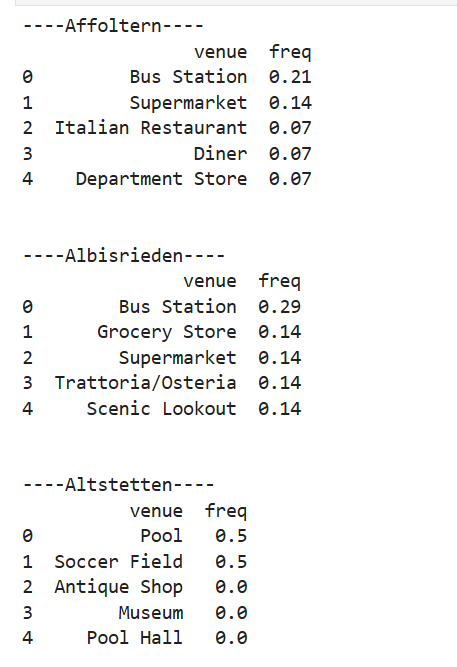 ----Affoltern----
                venue  freq
0         Bus Station  0.21
1         Supermarket  0.14
2  Italian Restaurant  0.07
3               Diner  0.07
4    Department Store  0.07
----Albisrieden----
               venue  freq
0        Bus Station  0.29
1      Grocery Store  0.14
2        Supermarket  0.14
3  Trattoria/Osteria  0.14
4     Scenic Lookout  0.14
----Altstetten----
          venue  freq
0          Pool   0.5
1  Soccer Field   0.5
2  Antique Shop   0.0
3        Museum   0.0
4     Pool Hall   0.0